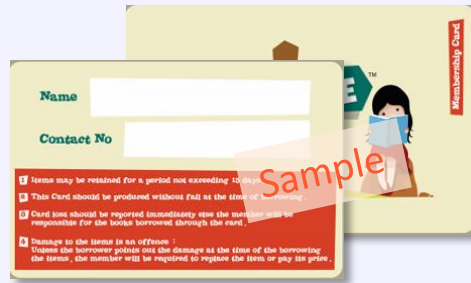 Membership Card
E TM
Name
Contact No
1 Items may be retained for a period not exceeding 15 days
2 This Card should be produced without fail at the time of borrowing.
3 Card lost should be reported immediately else the member will be
responsible for the books borrowed through the card.
4 Damage to the items is an offence :
Unless the borrower points out the damage at the time of the borrowing
the items, the member will be required to replace the item or pay its price.
Sample